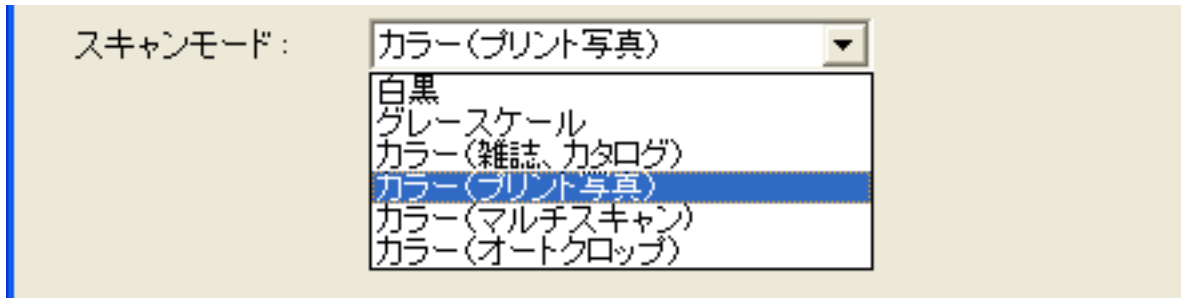 スキャンモード： カラー（プリント写真）
白黒
グレースケール
カラー（雑誌、カタログ）
カラー（プリント写真）
カラー（マルチスキャン）
カラー（オートクロップ）